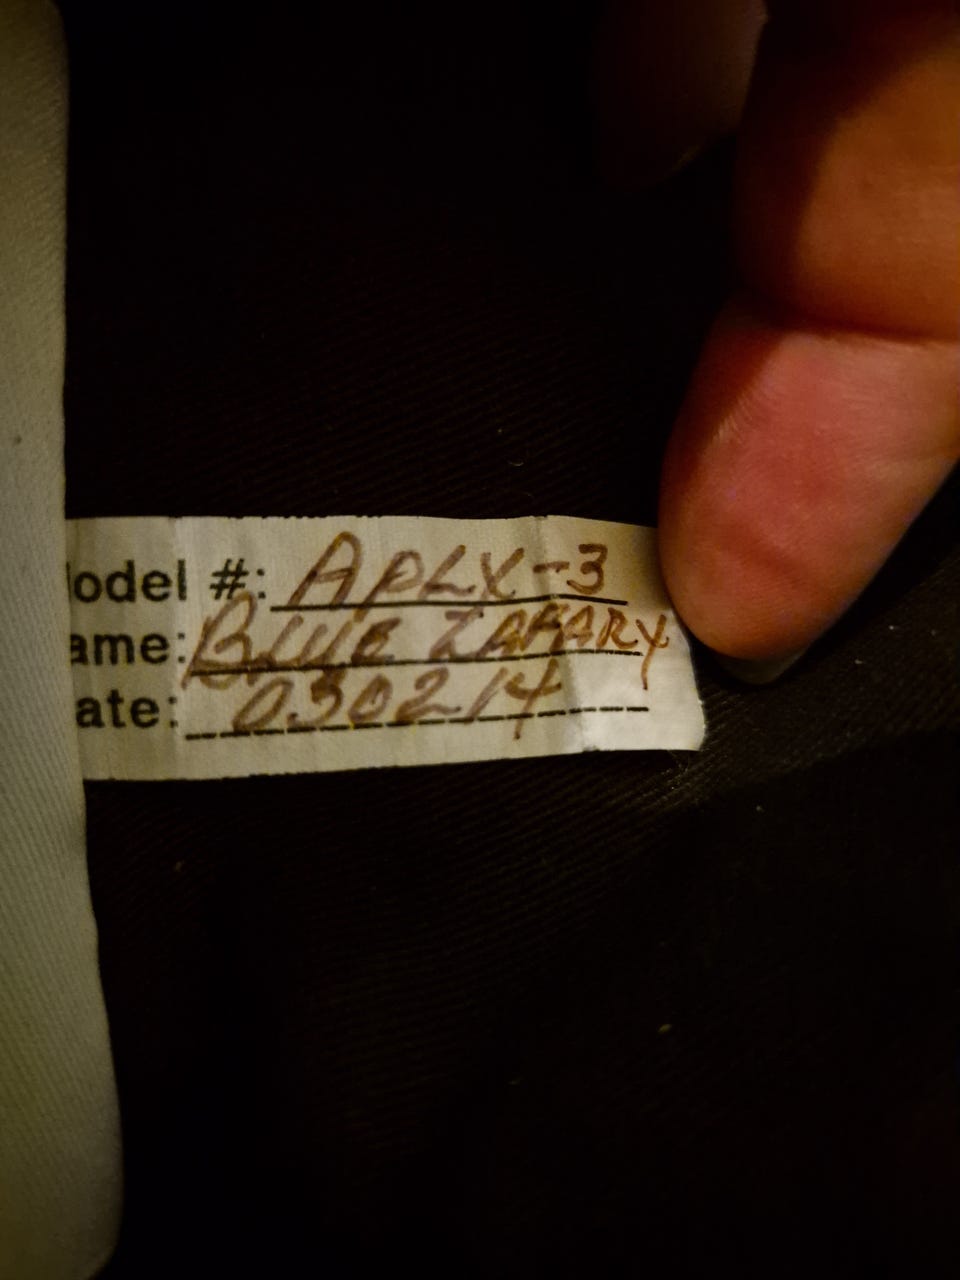 odel #: APLX-3
ame: BLUE ZAFARY
ate: 030214